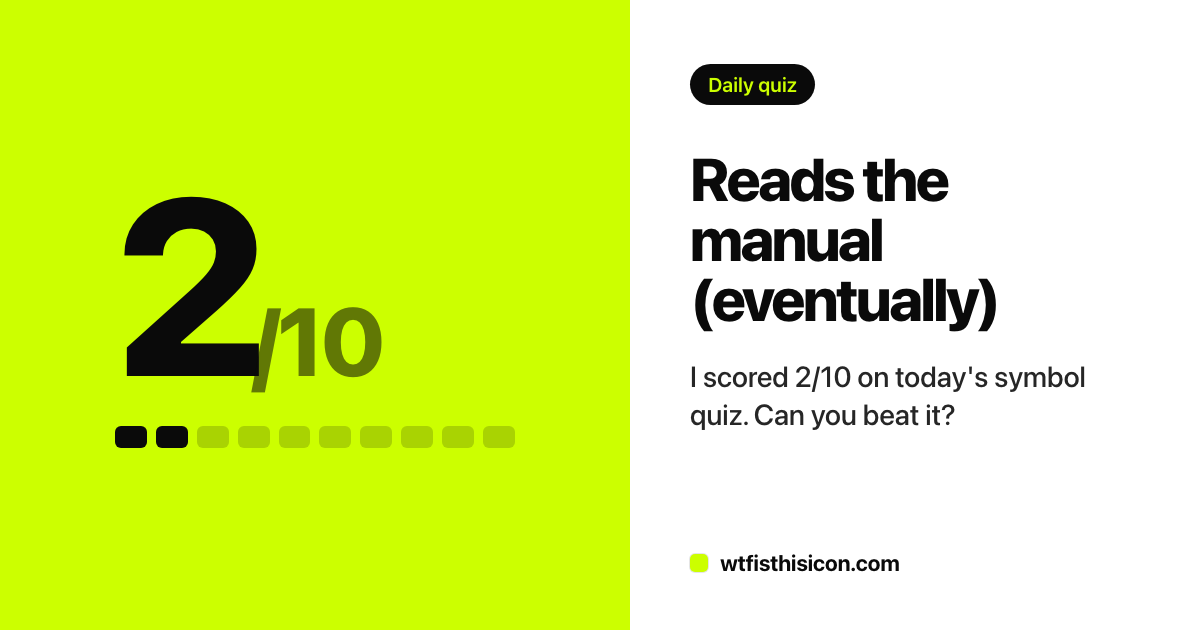 2/10
Daily quiz
Reads the
manual
(eventually)
I scored 2/10 on today's symbol
quiz. Can you beat it?
wtfisthisicon.com